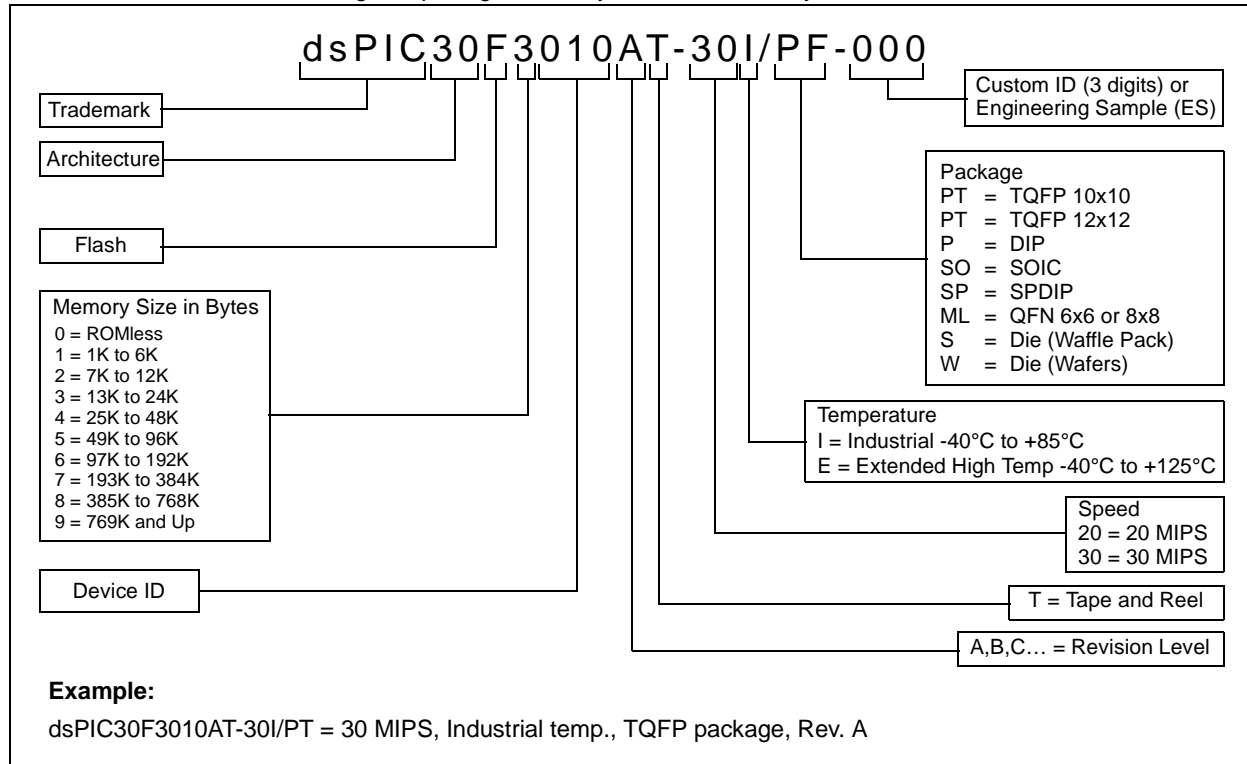 dsPIC30F3010AT-30I/PF-000
Trademark
Architecture
Flash
Memory Size in Bytes
0 = ROMless
1 = 1K to 6K
2 = 7K to 12K
3 = 13K to 24K
4 = 25K to 48K
5 = 49K to 96K
6 = 97K to 192K
7 = 193K to 384K
8 = 385K to 768K
9 = 769K and Up
Device ID
Custom ID (3 digits) or
Engineering Sample (ES)
Package
PT = TQFP 10x10
PT = TQFP 12x12
P = DIP
SO = SOIC
SP = SPDIP
ML = QFN 6x6 or 8x8
S = Die (Waffle Pack)
W = Die (Wafers)
Temperature
I = Industrial -40°C to +85°C
E = Extended High Temp -40°C to +125°C
Speed
20 = 20 MIPS
30 = 30 MIPS
T = Tape and Reel
A,B,C… = Revision Level
Example:
dsPIC30F3010AT-30I/PT = 30 MIPS, Industrial temp., TQFP package, Rev. A